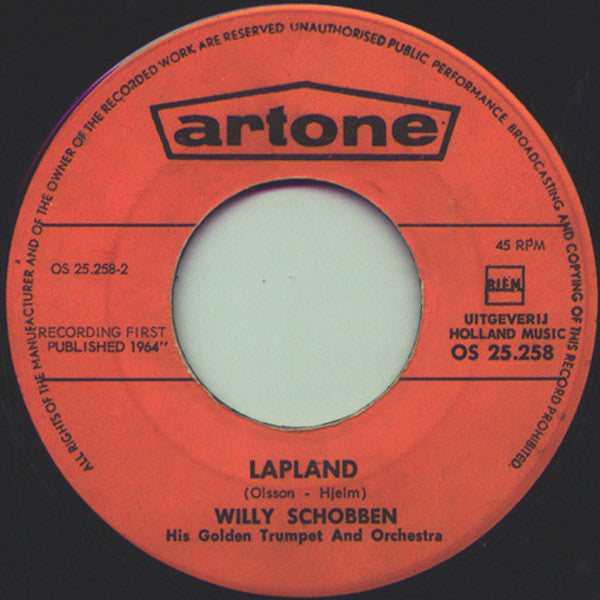 ALL RIGHTS OF THE MANUFACTURER AND OF THE OWNER OF THE RECORDED WORK ARE RESERVED UNAUTHORISED PUBLIC PERFORMANCE, BROADCASTING AND COPYING OF THIS RECORD PROHIBITED.
artone
45 RPM
OS 25.258-2
B.I.E.M.
RECORDING FIRST
PUBLISHED 1964"
UITGEVERIJ
HOLLAND MUSIC
OS 25.258
LAPLAND
(Olsson - Hjelm)
WILLY SCHOBBEN
His Golden Trumpet And Orchestra